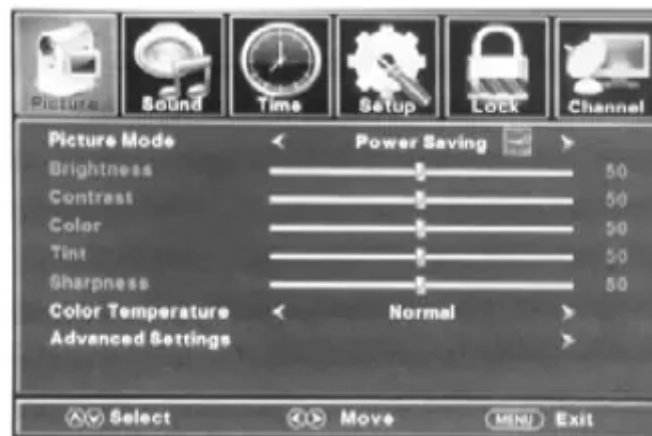 Picture Sound Time Setup Lock Channel
Picture Mode Power Saving
Brightness 50
Contrast 50
Color 50
Tint 50
Sharpness 50
Color Temperature Normal
Advanced Settings
Select Move MENU Exit